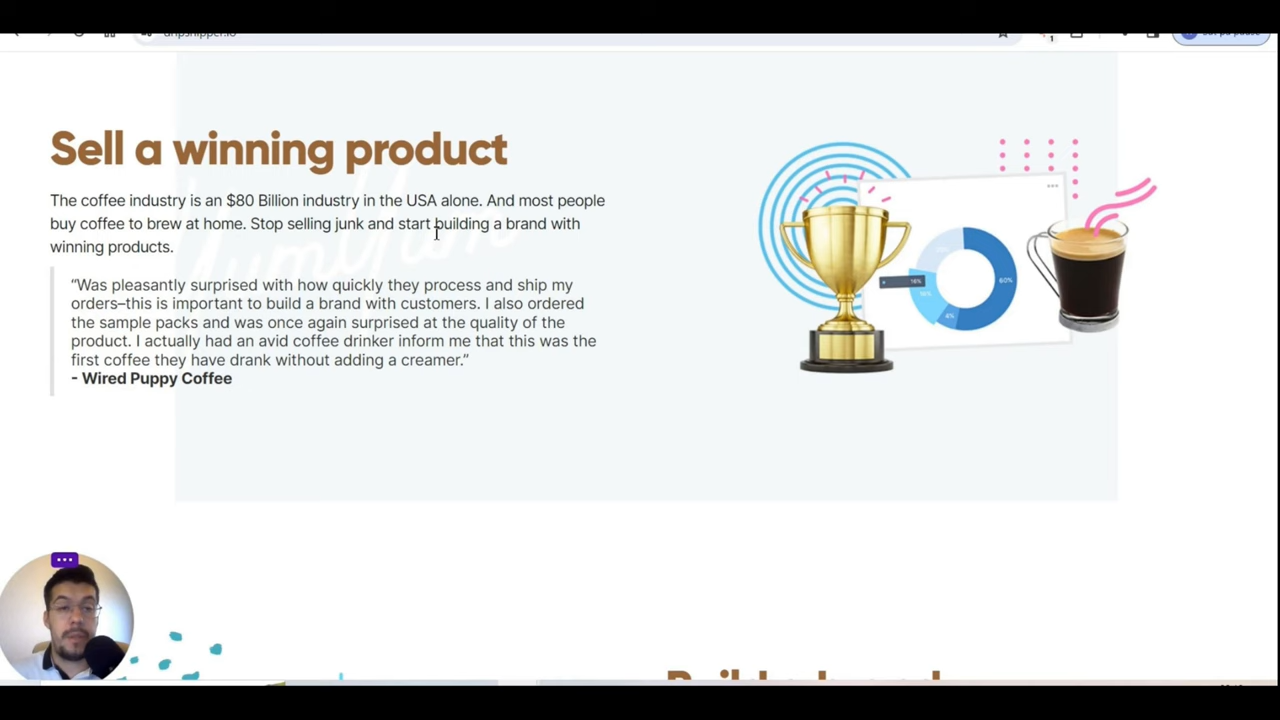 Sell a winning product
The coffee industry is an $80 Billion industry in the USA alone. And most people
buy coffee to brew at home. Stop selling junk and start building a brand with
winning products.
“Was pleasantly surprised with how quickly they process and ship my
orders–this is important to build a brand with customers. I also ordered
the sample packs and was once again surprised at the quality of the
product. I actually had an avid coffee drinker inform me that this was the
first coffee they have drank without adding a creamer.”
- Wired Puppy Coffee
60%
1